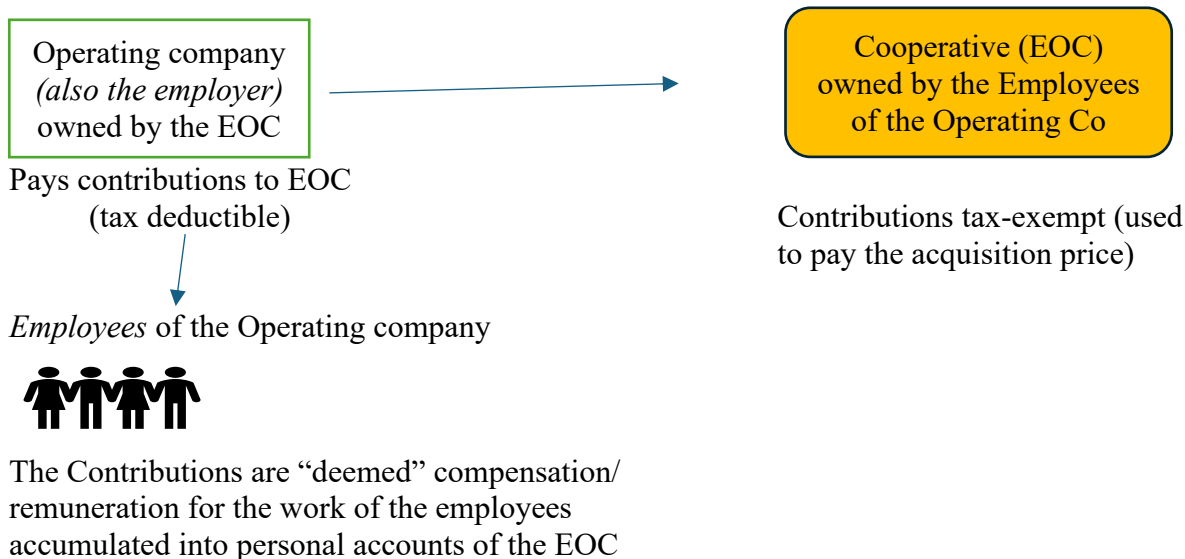 Operating company
(also the employer)
owned by the EOC
Cooperative (EOC)
owned by the Employees
of the Operating Co
Pays contributions to EOC
(tax deductible)
Contributions tax-exempt (used
to pay the acquisition price)
Employees of the Operating company
The Contributions are “deemed” compensation/
remuneration for the work of the employees
accumulated into personal accounts of the EOC